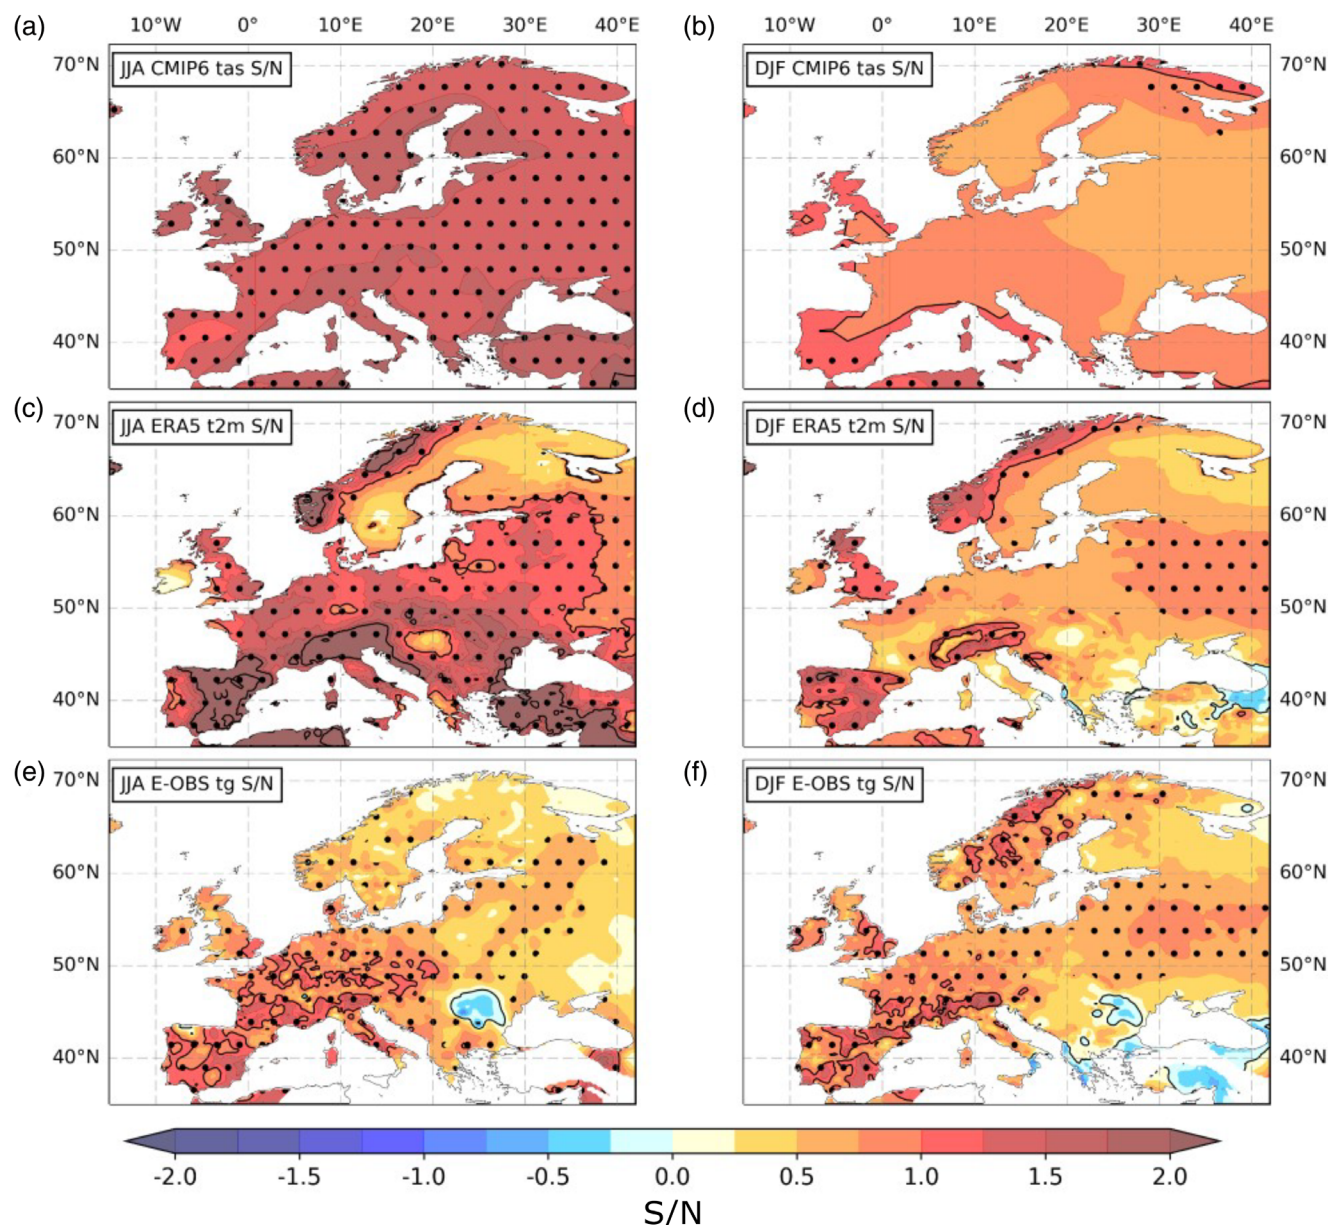 (a) 10°W 0° 10°E 20°E 30°E 40°E (b) 10°W 0° 10°E 20°E 30°E 40°E
70°N JJA CMIP6 tas S/N DJF CMIP6 tas S/N 70°N
60°N 60°N
50°N 50°N
40°N 40°N
(c) JJA ERA5 t2m S/N (d) DJF ERA5 t2m S/N
70°N 70°N
60°N 60°N
50°N 50°N
40°N 40°N
(e) JJA E-OBS tg S/N (f) DJF E-OBS tg S/N
70°N 70°N
60°N 60°N
50°N 50°N
40°N 40°N
-2.0 -1.5 -1.0 -0.5 0.0 0.5 1.0 1.5 2.0
S/N